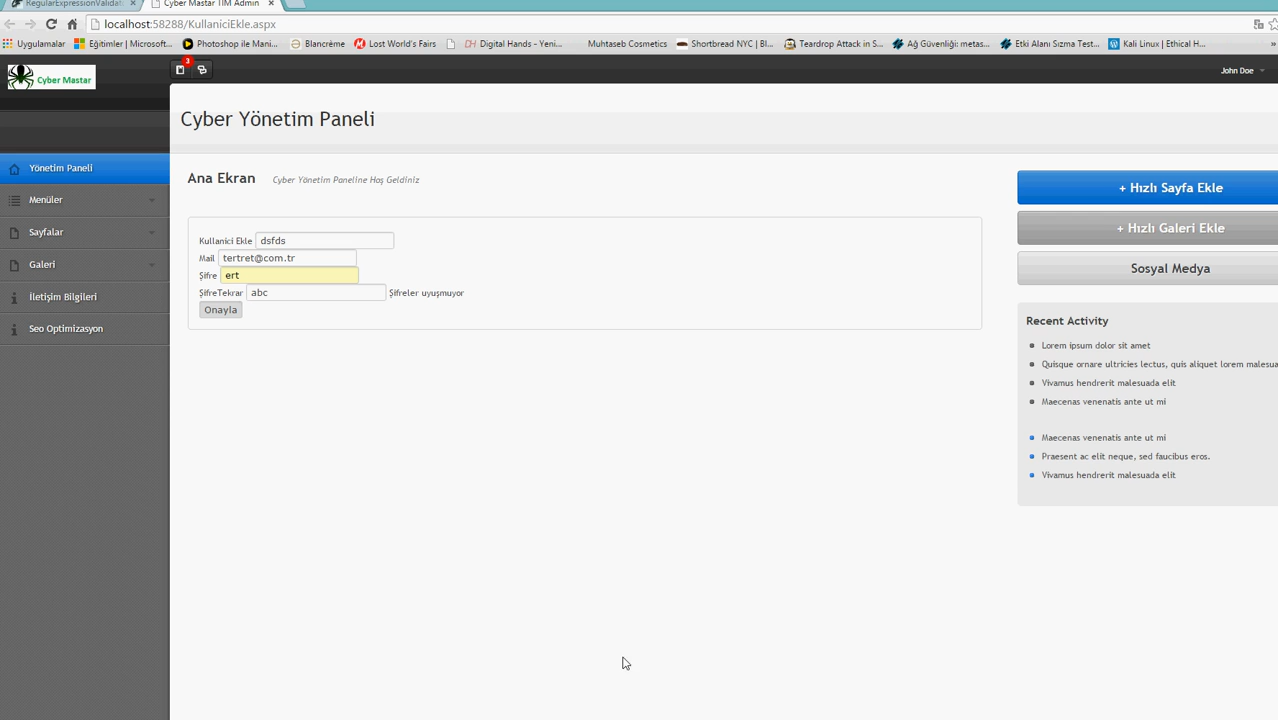 RegularExpressionValidat
Cyber Mastar TIM Admin
localhost:58288/KullaniciEkle.aspx
Uygulamalar
Eğitimler | Microsoft...
Photoshop ile Mani...
Blancrème
Lost World's Fairs
Digital Hands - Yeni...
Muhtaseb Cosmetics
Shortbread NYC | Bl...
Teardrop Attack in S...
Ağ Güvenliği: metas...
Etki Alanı Sızma Test...
Kali Linux | Ethical H...
»
Cyber Mastar
3
John Doe
Cyber Yönetim Paneli
Yönetim Paneli
Menüler
Sayfalar
Galeri
İletişim Bilgileri
Seo Optimizasyon
Ana Ekran
Cyber Yönetim Paneline Hoş Geldiniz
Kullanici Ekle dsfds
Mail tertret@com.tr
Şifre ert
ŞifreTekrar abc Şifreler uyuşmuyor
Onayla
+ Hızlı Sayfa Ekle
+ Hızlı Galeri Ekle
Sosyal Medya
Recent Activity
Lorem ipsum dolor sit amet
Quisque ornare ultricies lectus, quis aliquet lorem malesua
Vivamus hendrerit malesuada elit
Maecenas venenatis ante ut mi
Maecenas venenatis ante ut mi
Praesent ac elit neque, sed faucibus eros.
Vivamus hendrerit malesuada elit